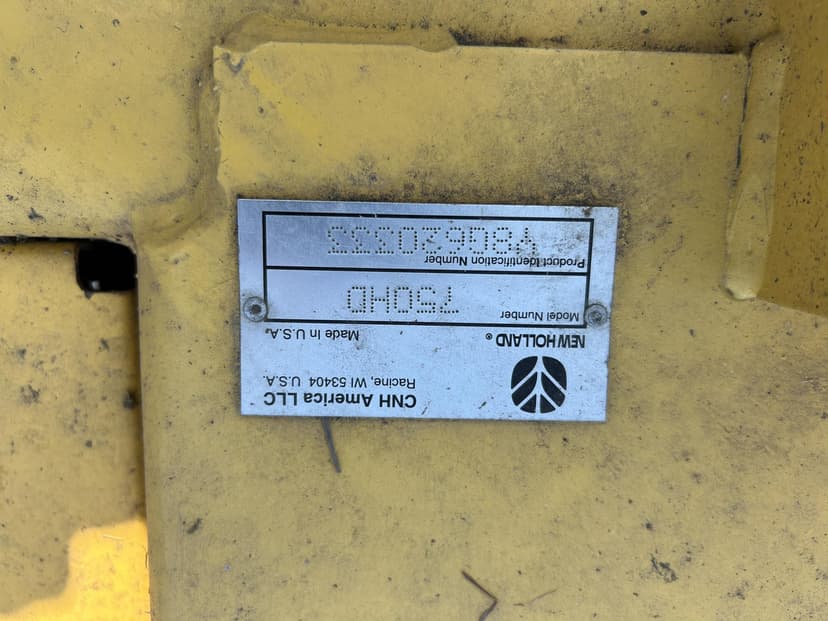 CNH America LLC
Racine, WI 53404 U.S.A.
NEW HOLLAND®
Made In U.S.A.
Model Number
750HD
Product Identification Number